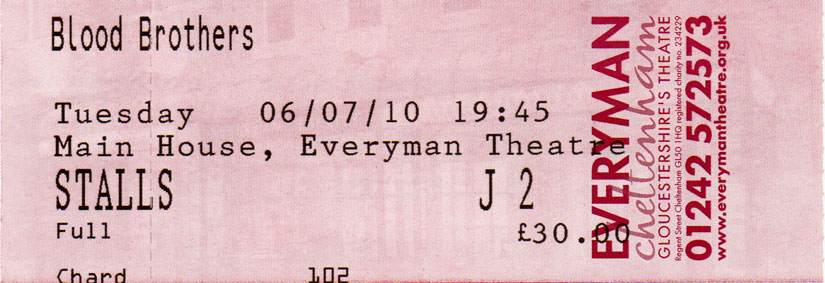 Blood Brothers
Tuesday 06/07/10 19:45
Main House, Everyman Theatre
STALLS J 2
Full £30.00
Chard 102
EVERYMAN
cheltenham
GLOUCESTERSHIRE'S THEATRE
Regent Street Cheltenham GL50 1HQ registered charity no. 234229
01242 572573
www.everymantheatre.org.uk